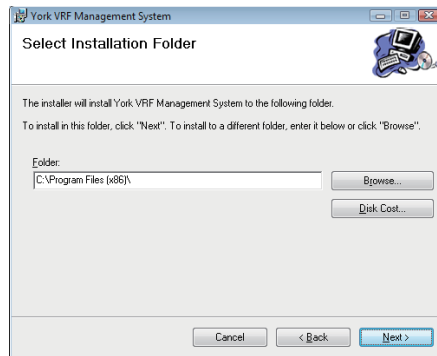 York VRF Management System
Select Installation Folder
The installer will install York VRF Management System to the following folder.
To install in this folder, click "Next". To install to a different folder, enter it below or click "Browse".
Folder:
C:\Program Files (x86)\
Browse...
Disk Cost...
Cancel
< Back
Next >